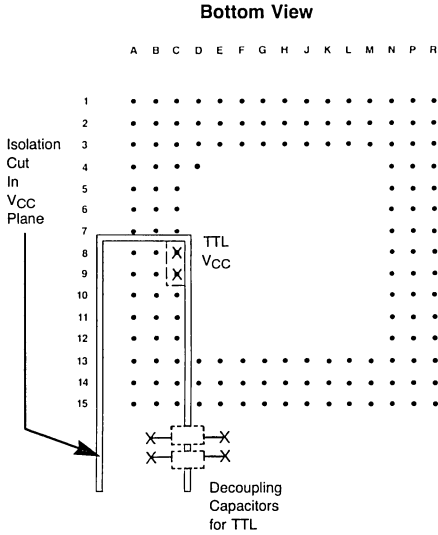 Bottom View
A B C D E F G H J K L M N P R
1
2
3
4
5
6
7
8
9
10
11
12
13
14
15
Isolation
Cut
In
VCC
Plane
TTL
VCC
Decoupling
Capacitors
for TTL